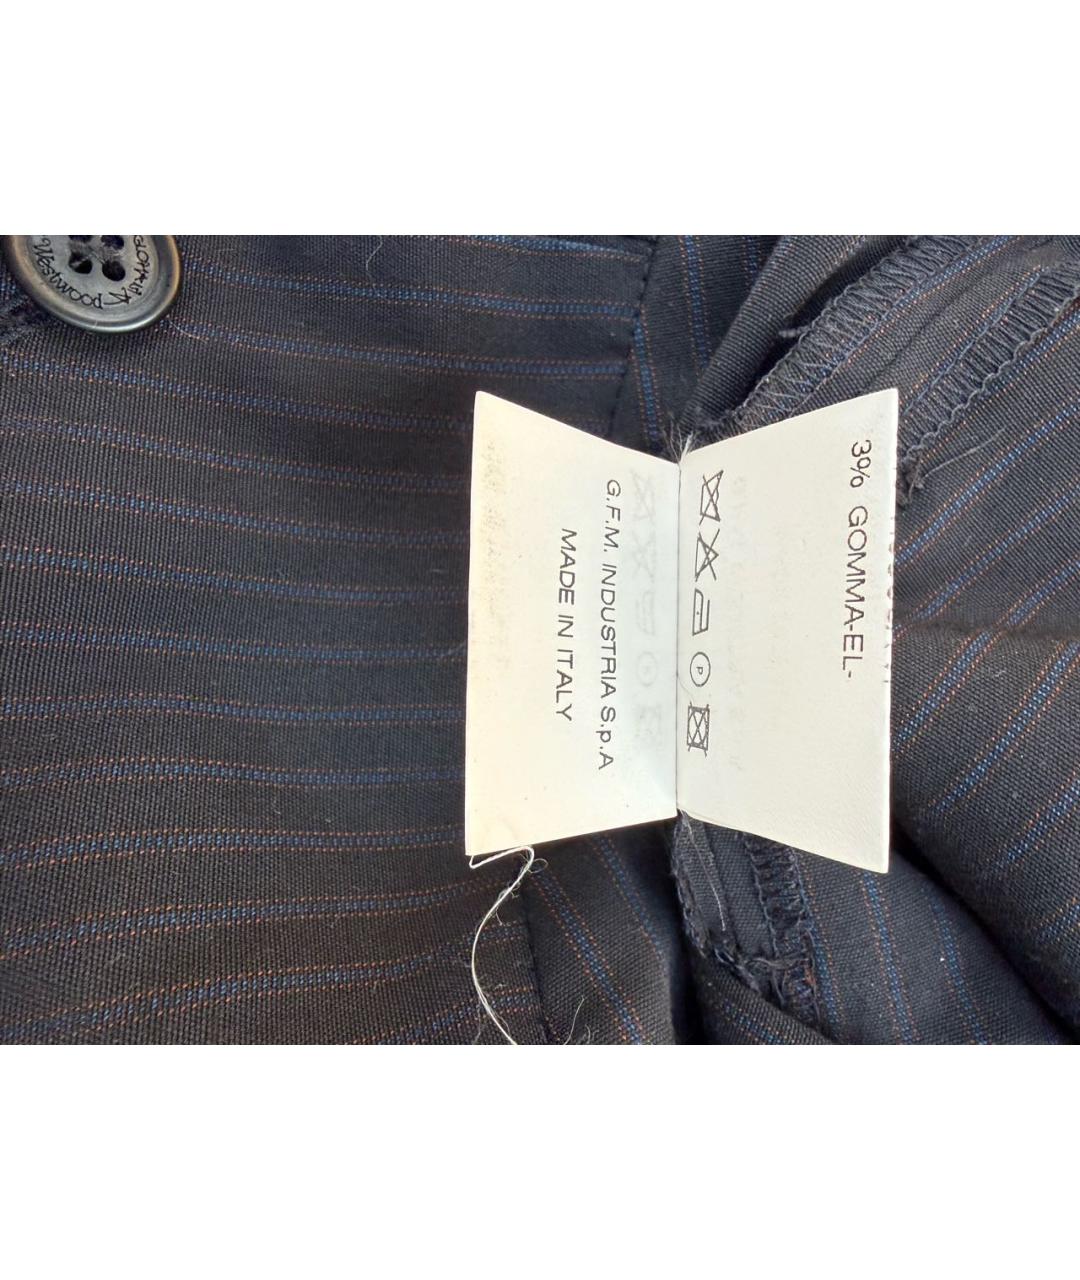 Vivienne
Westwood
3% GOMMA-EL-
P
G.F.M. INDUSTRIA S.p.A
MADE IN ITALY